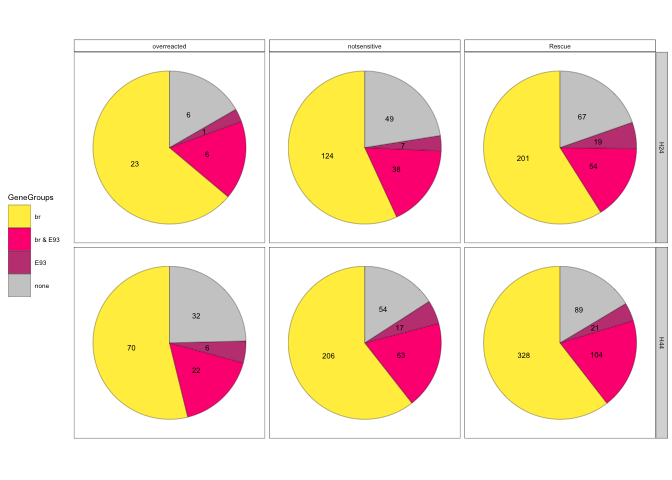 overreacted
notsensitive
Rescue
6
1
6
23
49
7
38
124
67
19
54
201
H24
GeneGroups
br
br & E93
E93
none
32
6
22
70
54
17
63
206
89
21
104
328
H44